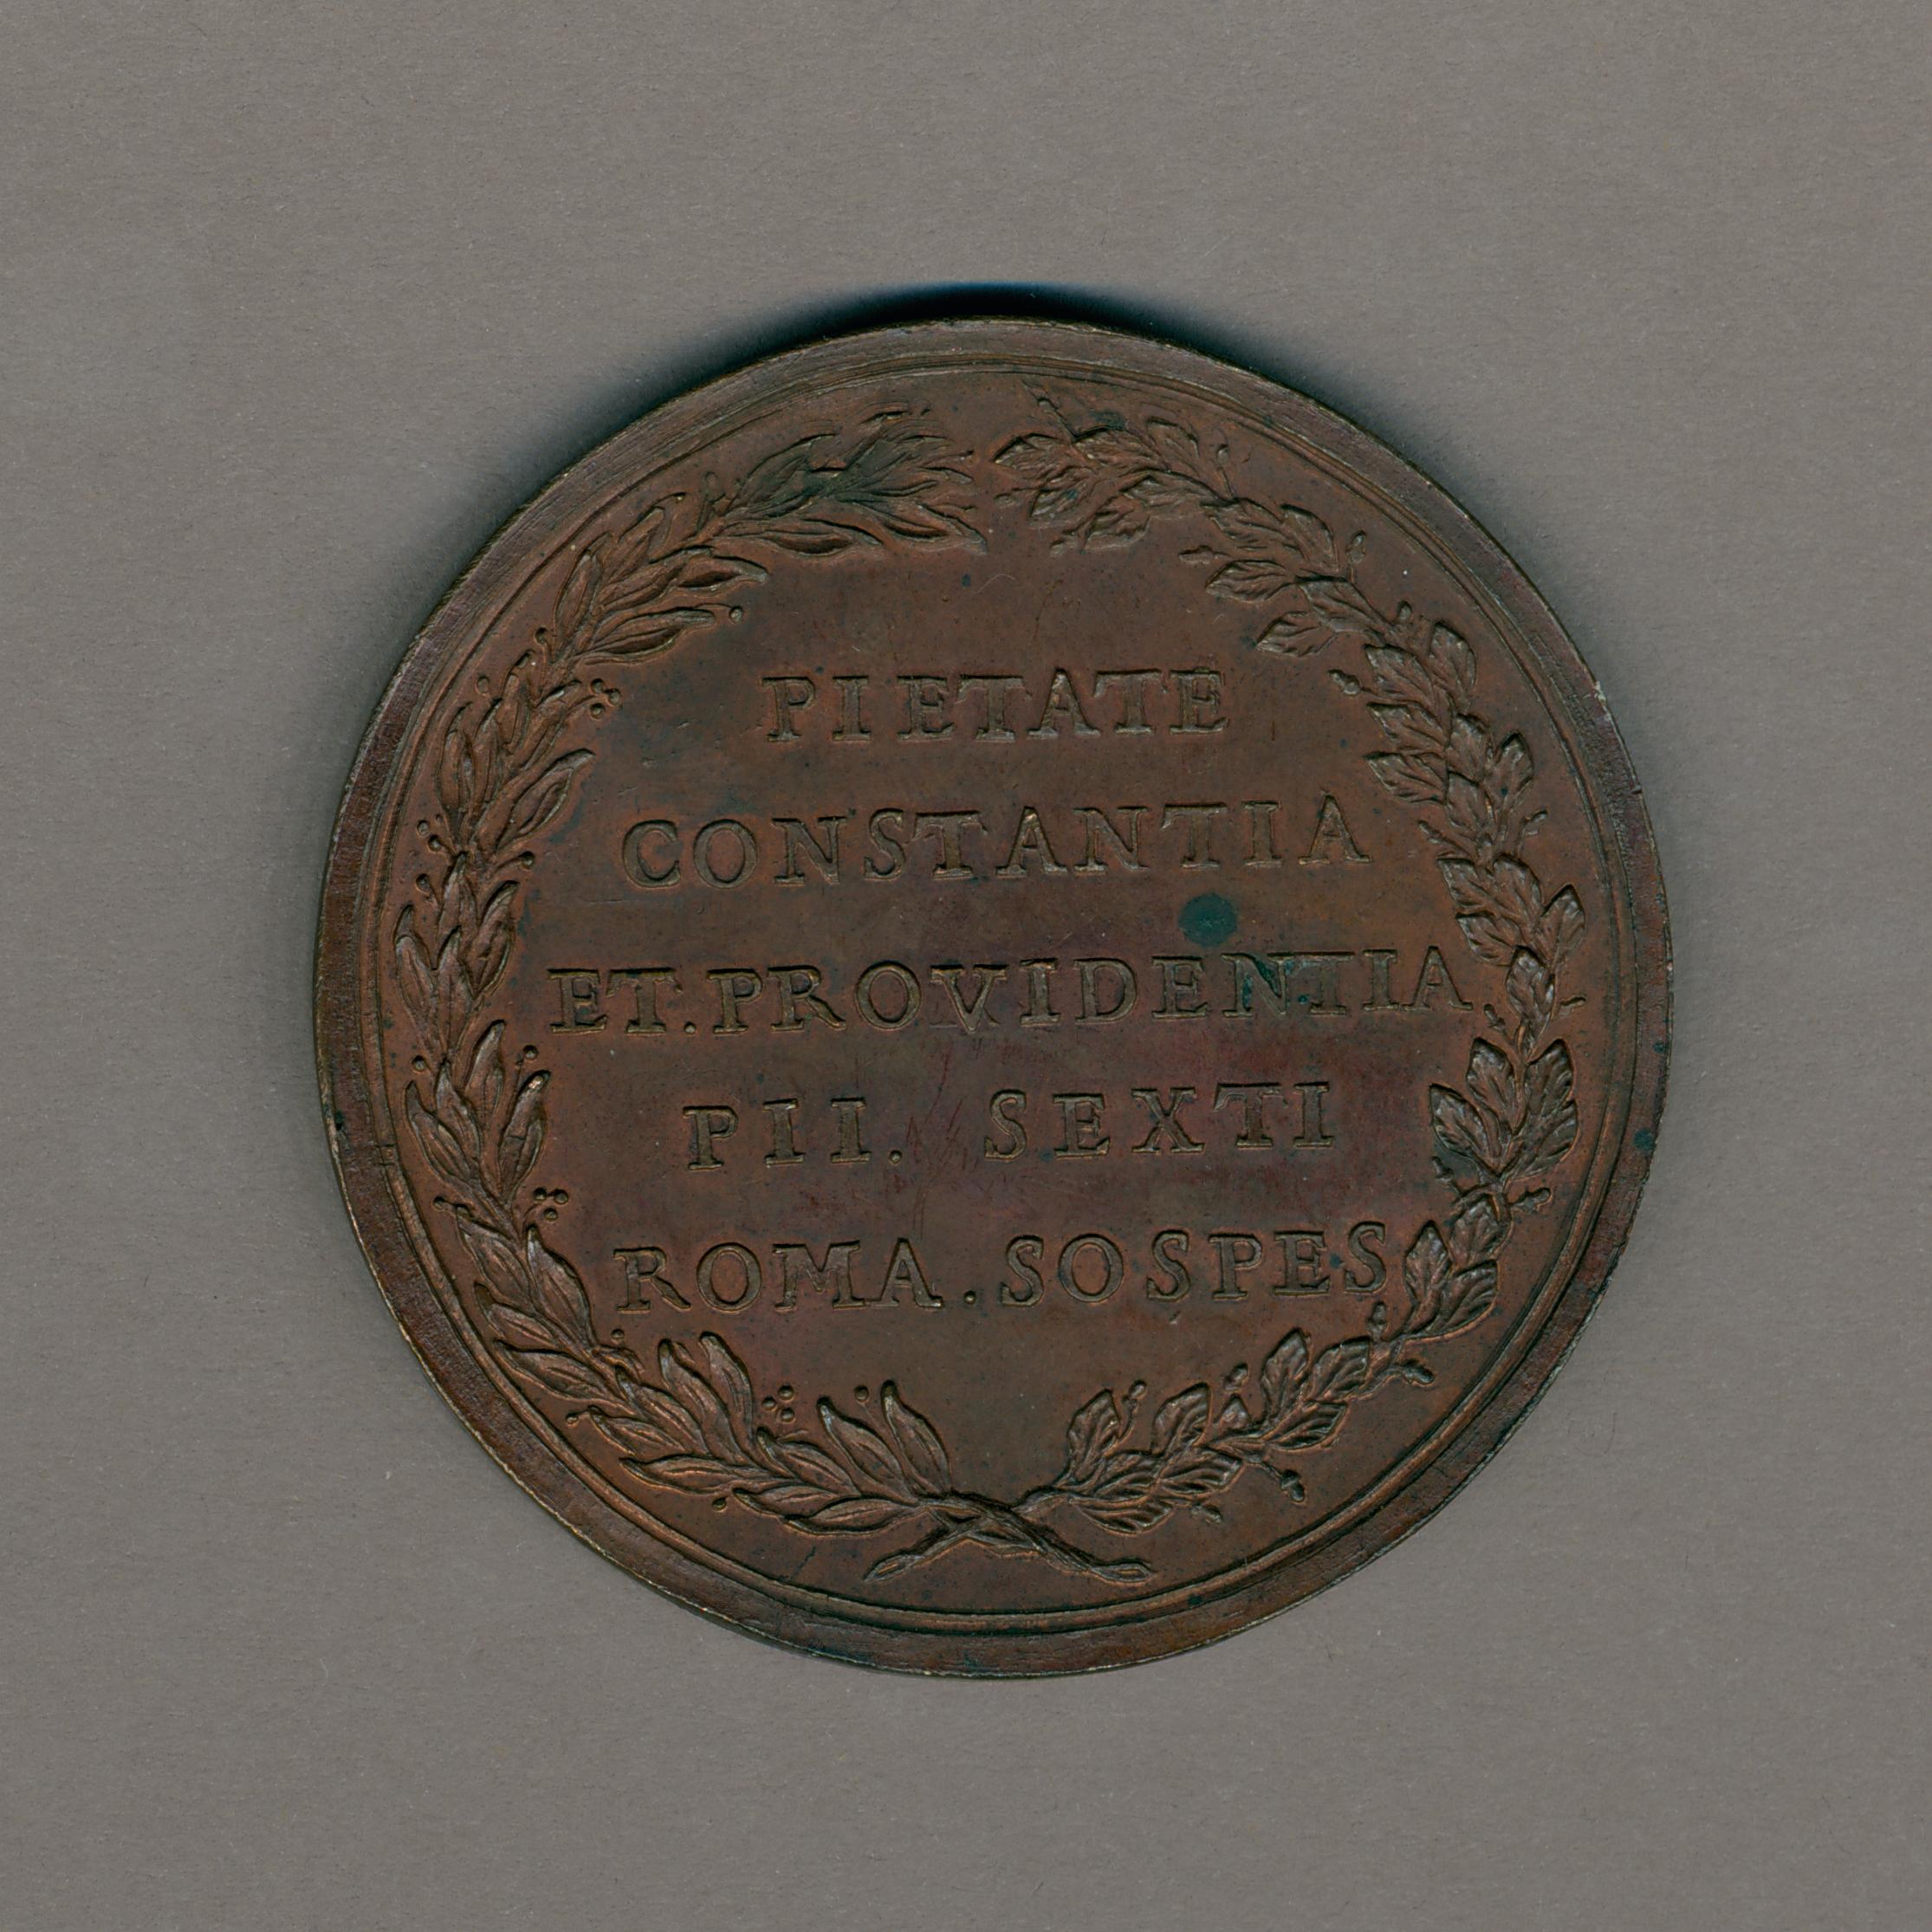 PIETATE
CONSTANTIA
ET.PROVIDENTIA
PII. SEXTI
ROMA.SOSPES